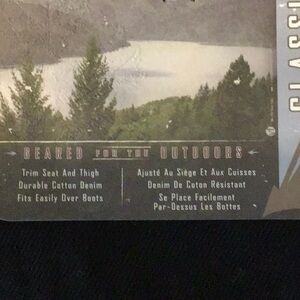 CLASSI
GEARED FOR THE OUTDOORS
Trim Seat And Thigh
Durable Cotton Denim
Fits Easily Over Boots
Ajusté Au Siège Et Aux Cuisses
Denim De Coton Résistant
Se Place Facilement
Par-Dessus Les Bottes